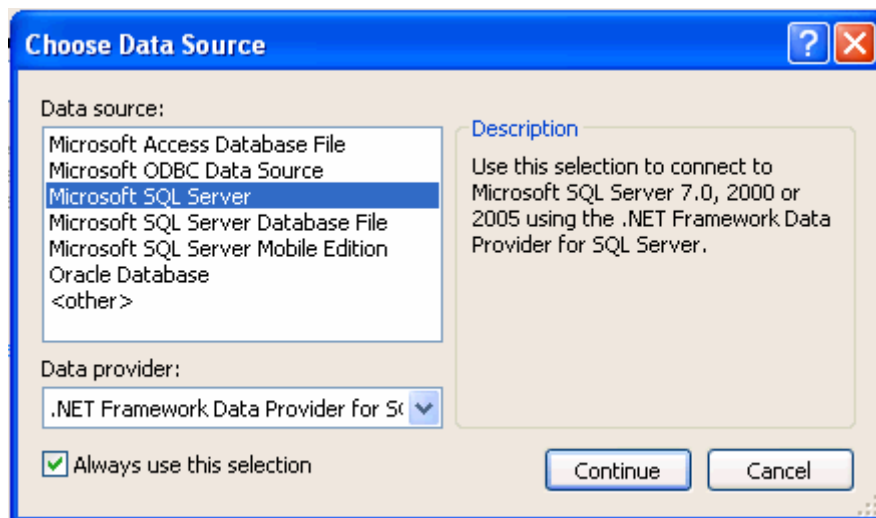 Choose Data Source
Data source:
Microsoft Access Database File
Microsoft ODBC Data Source
Microsoft SQL Server
Microsoft SQL Server Database File
Microsoft SQL Server Mobile Edition
Oracle Database
<other>
Description
Use this selection to connect to
Microsoft SQL Server 7.0, 2000 or
2005 using the .NET Framework Data
Provider for SQL Server.
Data provider:
.NET Framework Data Provider for S
Always use this selection
Continue
Cancel